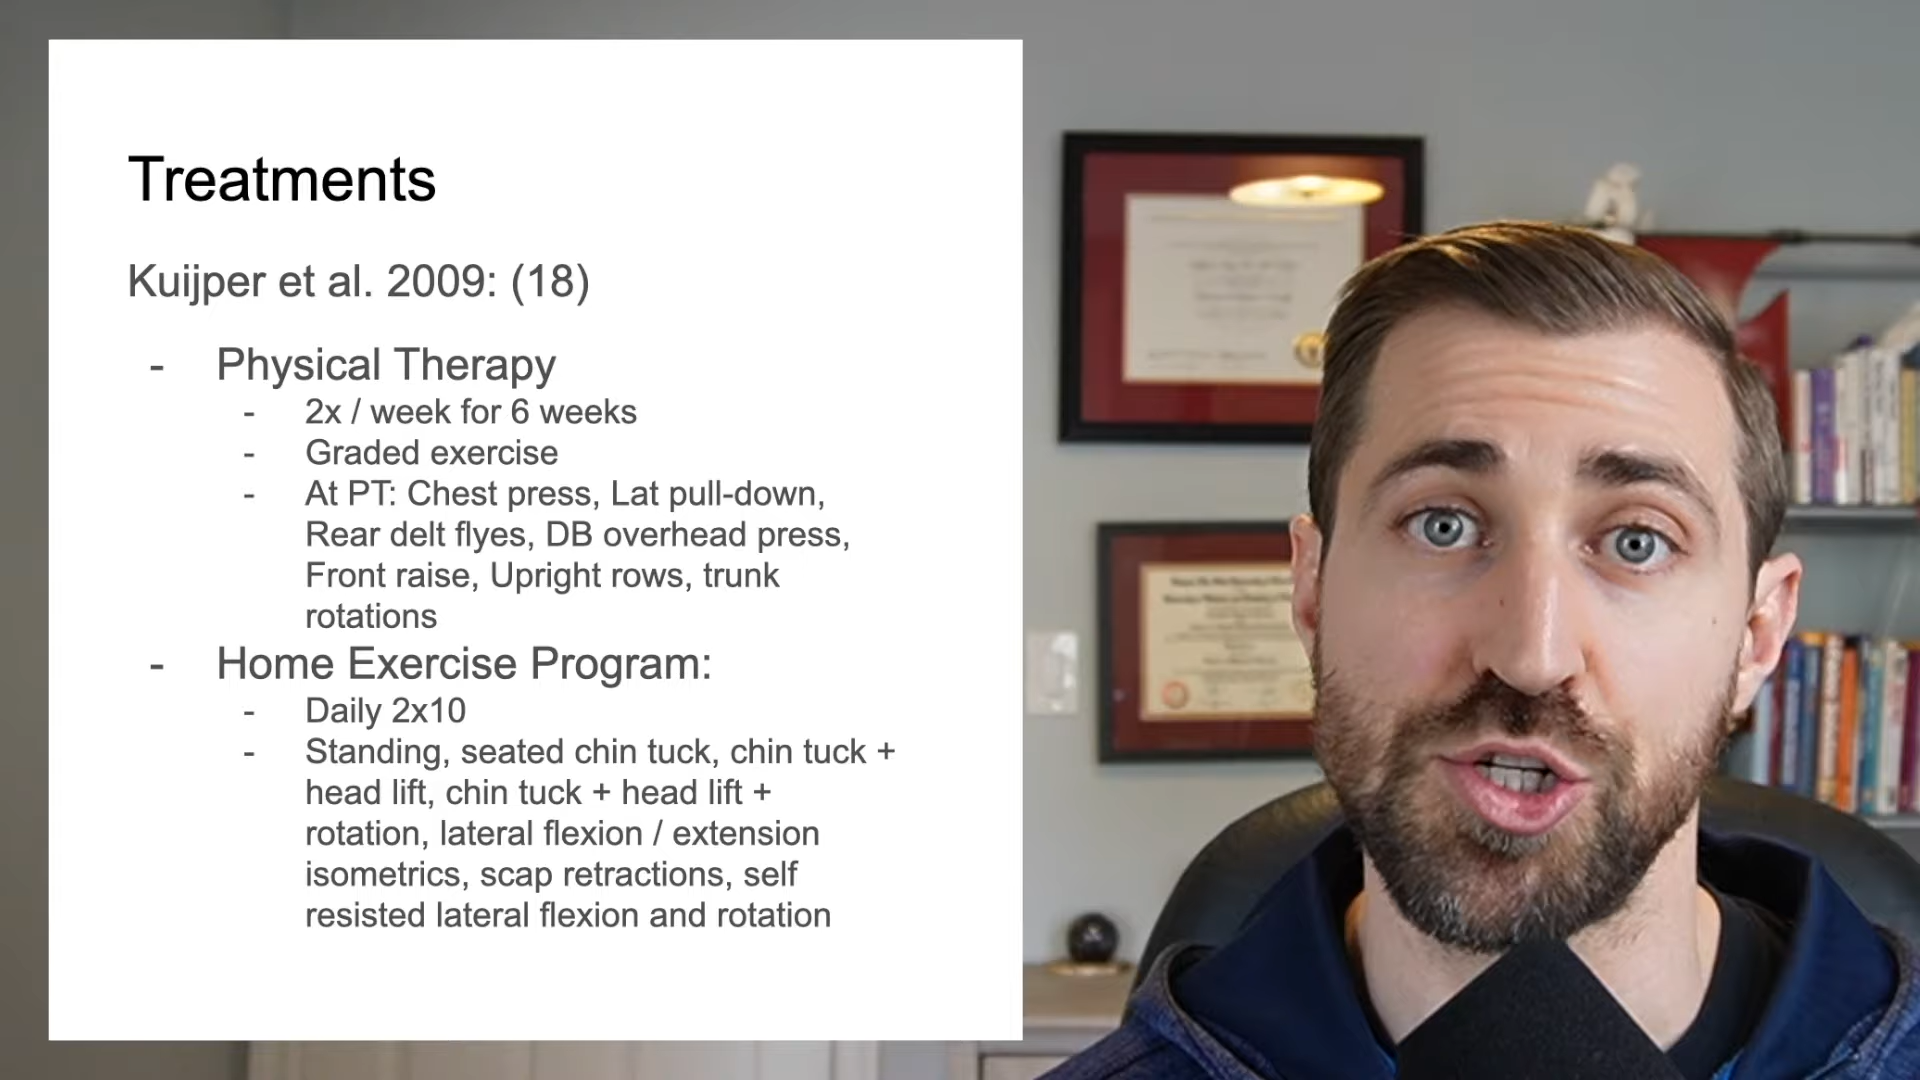 Treatments
Kuijper et al. 2009: (18)
- Physical Therapy
- 2x / week for 6 weeks
- Graded exercise
- At PT: Chest press, Lat pull-down,
Rear delt flyes, DB overhead press,
Front raise, Upright rows, trunk
rotations
- Home Exercise Program:
- Daily 2x10
- Standing, seated chin tuck, chin tuck +
head lift, chin tuck + head lift +
rotation, lateral flexion / extension
isometrics, scap retractions, self
resisted lateral flexion and rotation